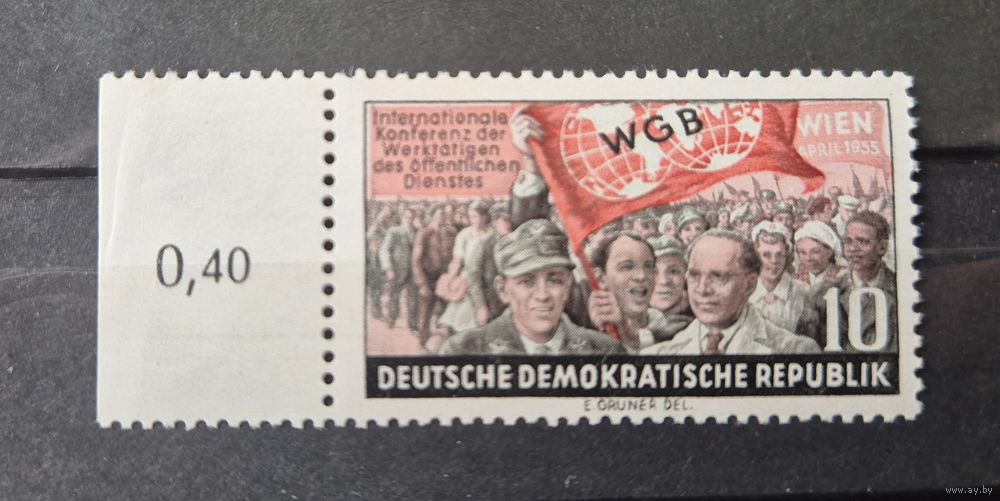 Internationale
Konferenz der
Werktätigen
des öffentlichen
Dienstes
WGB
WIEN
APRIL 1955
0,40
10
DEUTSCHE DEMOKRATISCHE REPUBLIK
E. GRUNER DEL.
www.ay.by